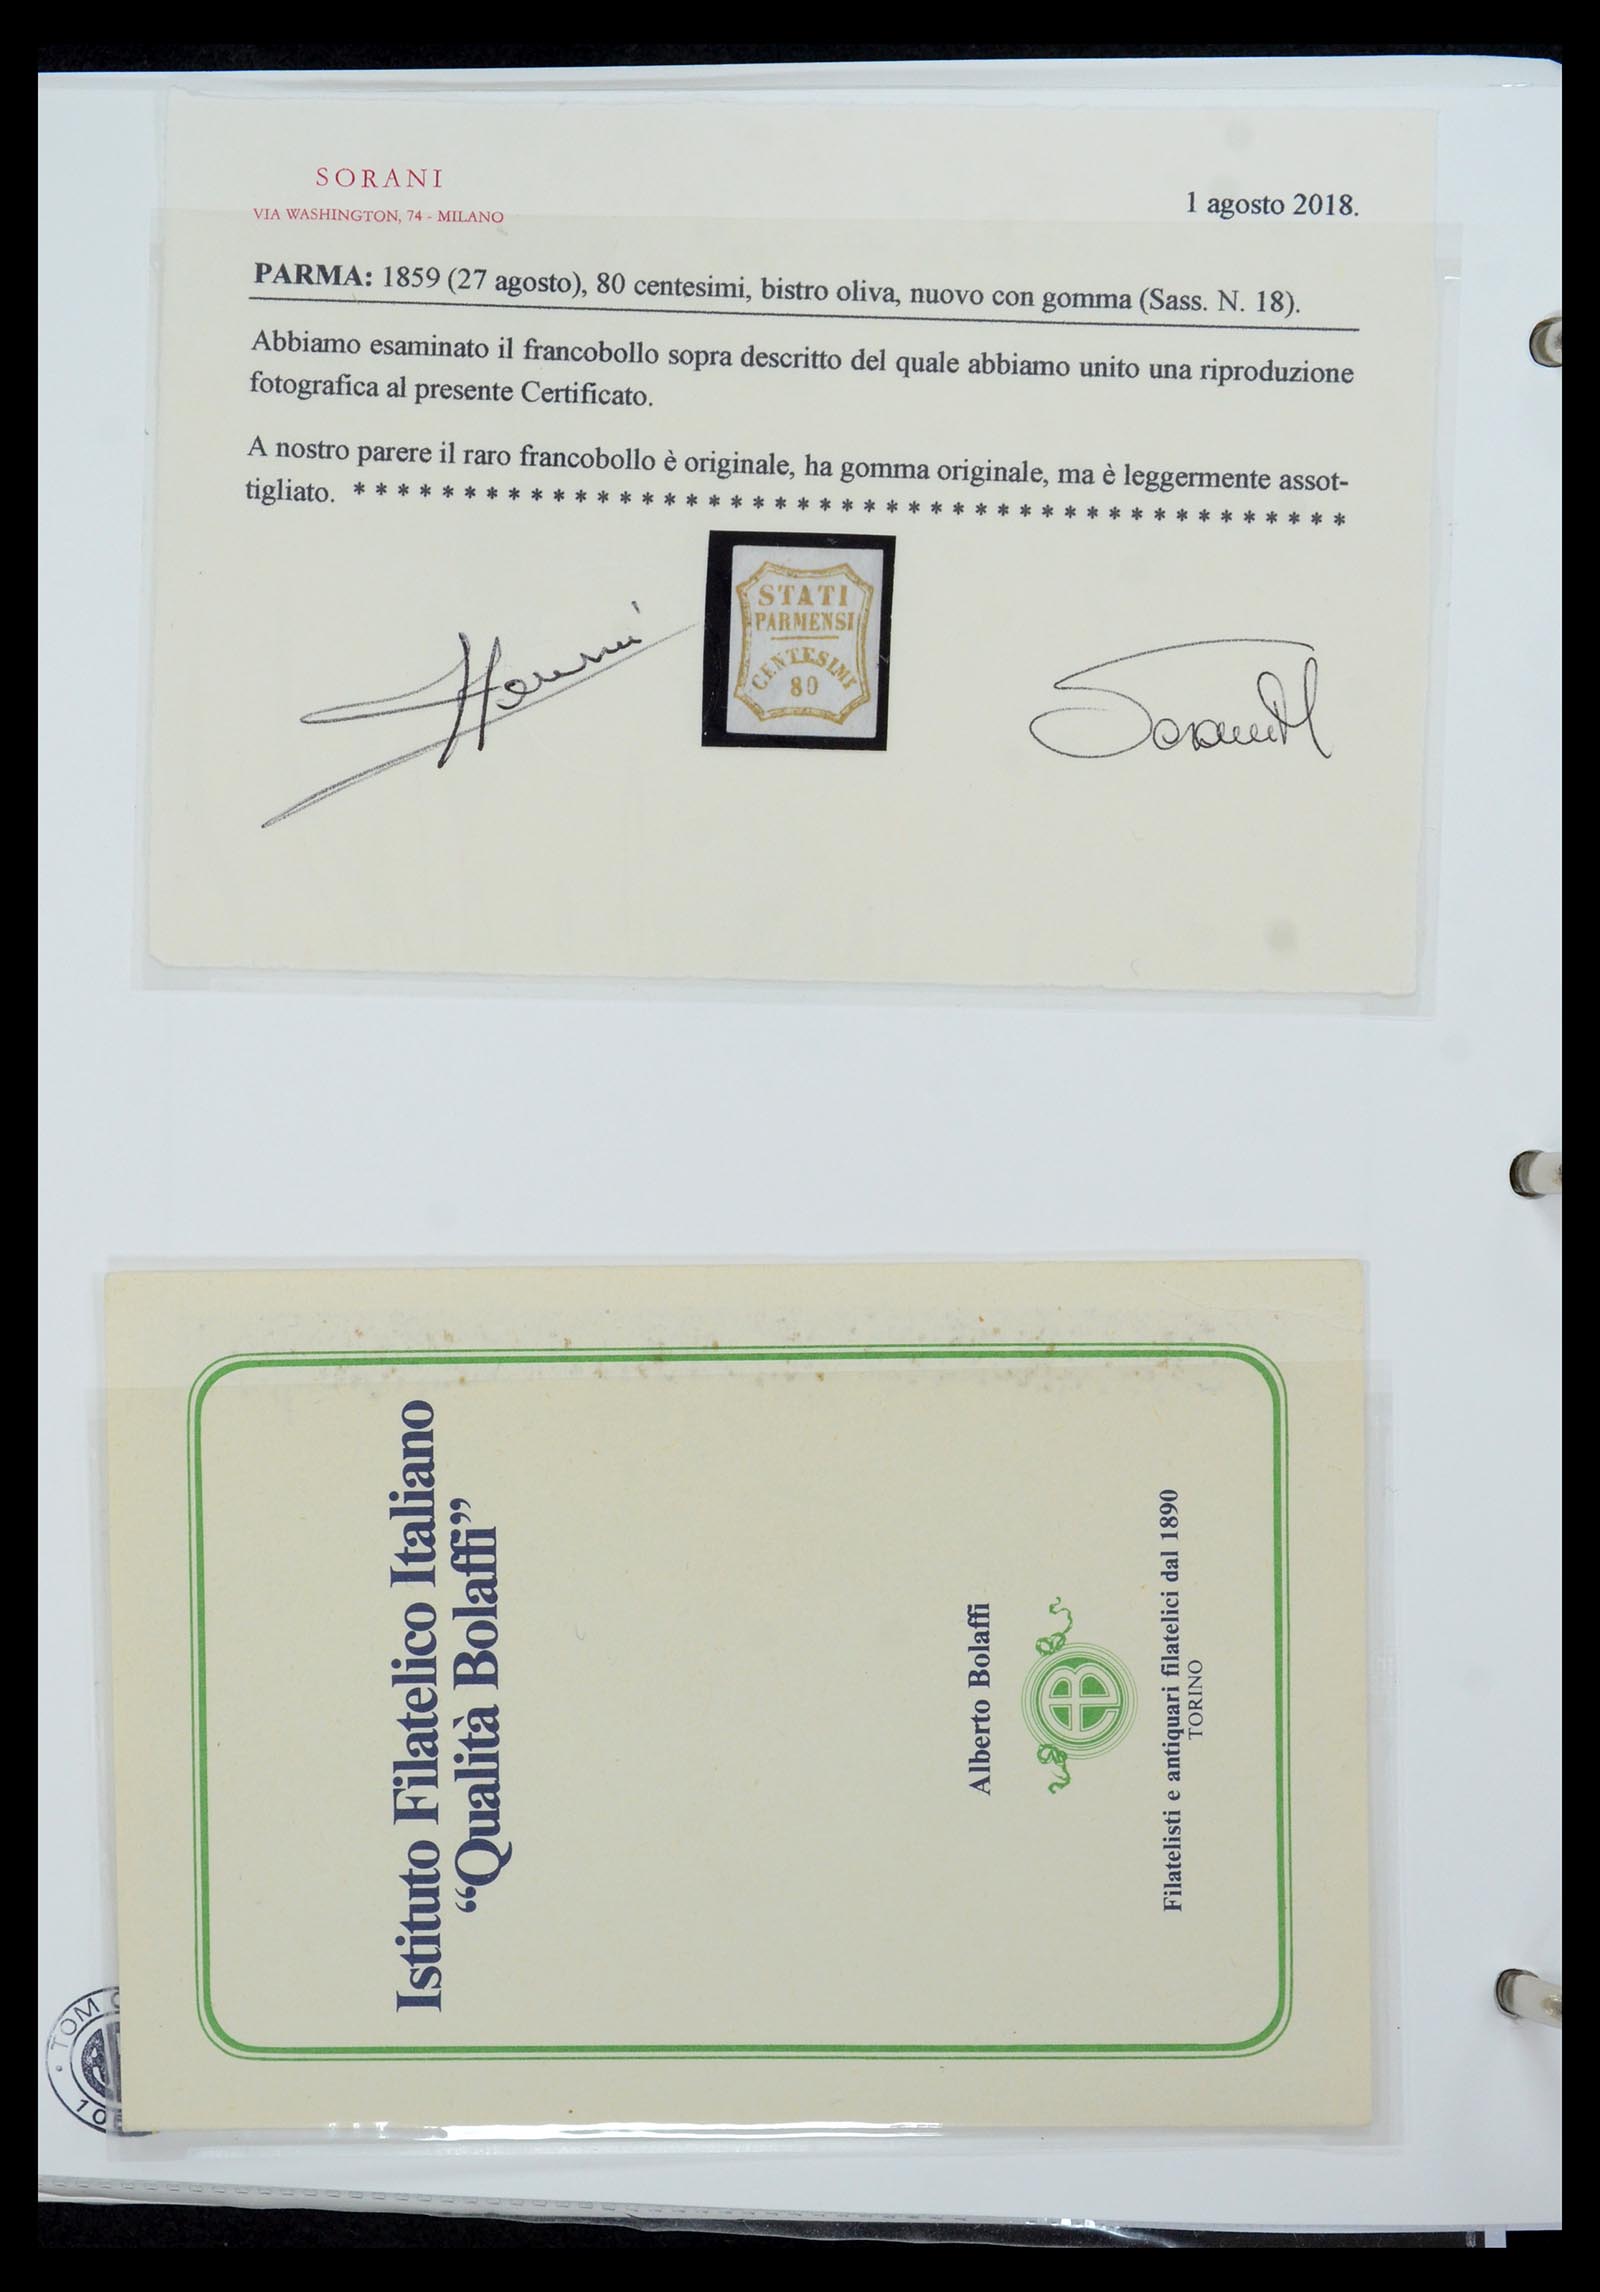 SORANI
VIA WASHINGTON, 74 - MILANO
1 agosto 2018.
PARMA: 1859 (27 agosto), 80 centesimi, bistro oliva, nuovo con gomma (Sass. N. 18).
Abbiamo esaminato il francobollo sopra descritto del quale abbiamo unito una riproduzione
fotografica al presente Certificato.
A nostro parere il raro francobollo è originale, ha gomma originale, ma è leggermente assot-
tigliato. * * * * * * * * * * * * * * * * * * * * * * * * * * * * * * * * * * * * * * * * * * * * *
STATI
PARMENSI
CENTESIMI
80
Istituto Filatelico Italiano
“Qualità Bolaffi”
Alberto Bolaffi
Filatelisti e antiquari filatelici dal 1890
TORINO
TOM
10